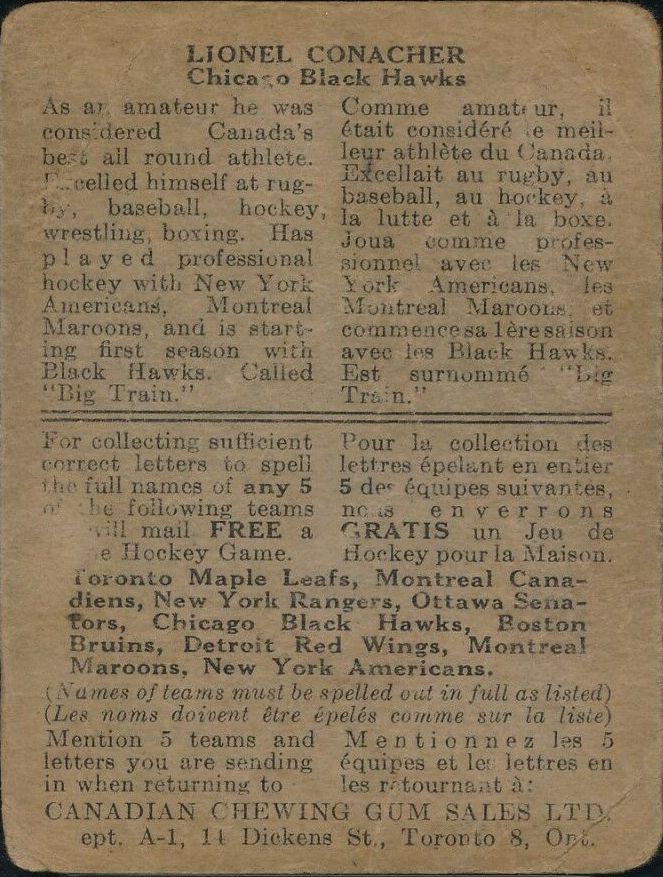 LIONEL CONACHER
Chicago Black Hawks
As an amateur he was
considered Canada's
best all round athlete.
Excelled himself at rug-
by, baseball, hockey,
wrestling, boxing. Has
played professional
hockey with New York
Americans, Montreal
Maroons, and is start-
ing first season with
Black Hawks. Called
"Big Train."
Comme amateur, il
était considéré le meil-
leur athlète du Canada.
Excellait au rugby, au
baseball, au hockey, à
la lutte et à la boxe.
Joua comme profes-
sionnel avec les New
York Americans, les
Montreal Maroons, et
commence sa 1ère saison
avec les Black Hawks.
Est surnommé "Big
Train."
For collecting sufficient
correct letters to spell
the full names of any 5
of the following teams
will mail FREE a
Hockey Game.
Pour la collection des
lettres épelant en entier
5 des équipes suivantes,
nous enverrons
GRATIS un Jeu de
Hockey pour la Maison.
Toronto Maple Leafs, Montreal Cana-
diens, New York Rangers, Ottawa Sena-
tors, Chicago Black Hawks, Boston
Bruins, Detroit Red Wings, Montreal
Maroons, New York Americans.
(Names of teams must be spelled out in full as listed)
(Les noms doivent être épelés comme sur la liste)
Mention 5 teams and
letters you are sending
in when returning to
Mentionnez les 5
équipes et les lettres en
les retournant à:
CANADIAN CHEWING GUM SALES LTD.
ept. A-1, 14 Dickens St., Toronto 8, Ont.